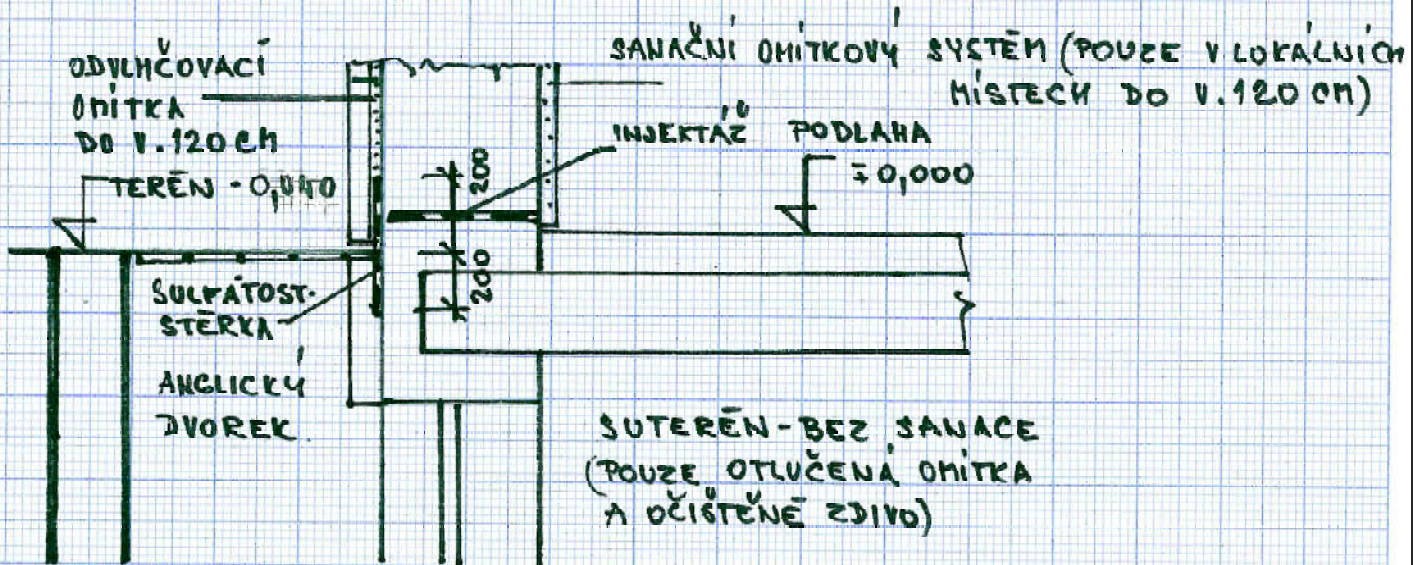 ODVLHČOVACÍ
OMÍTKA
DO V.120 CM
TERÉN - 0,040
SANAČNÍ OMÍTKOVÝ SYSTÉM (POUZE V LOKÁLNÍCH
MÍSTECH DO V.120 CM)
INJEKTÁŽ
PODLAHA
±0,000
200
200
SULFÁTOST.
STĚRKA
ANGLICKÝ
DVOREK
SUTERÉN - BEZ SANACE
(POUZE OTLUČENÁ OMÍTKA
A OČIŠTĚNÉ ZDIVO)